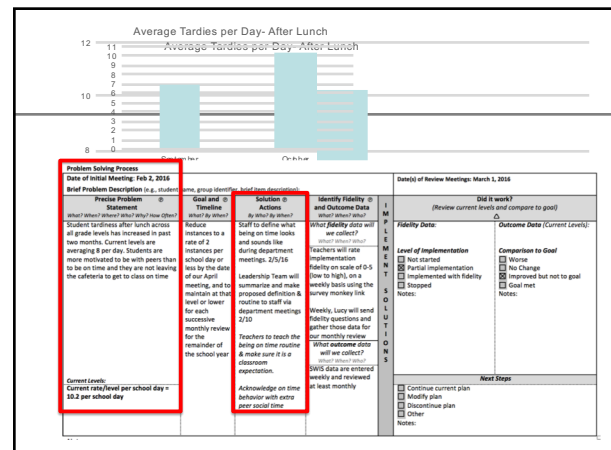 Average Tardies per Day- After Lunch
Average Tardies per Day- After Lunch
12
11
10
9
8
7
6
5
4
3
2
1
0
10
8
September
October
Problem Solving Process
Date of Initial Meeting: Feb 2, 2016
Date(s) of Review Meetings: March 1, 2016
Brief Problem Description (e.g., student name, group identifier, brief item description):
Precise Problem
Statement
What? When? Where? Who? Why? How Often?
Student tardiness after lunch across
all grade levels has increased in past
two months. Current levels are
averaging 8 per day. Students are
more motivated to be with peers than
to be on time and they are not leaving
the cafeteria to get to class on time
Current Levels:
Current rate/level per school day =
10.2 per school day
Goal and
Timeline
What? By When?
Reduce
instances to a
rate of 2
instances per
school day or
less by the date
of our April
meeting, and to
maintain at that
level or lower
for each
successive
monthly review
for the
remainder of
the school year
Solution
Actions
By Who? By When?
Staff to define what
being on time looks
and sounds like
during department
meetings. 2/5/16
Leadership Team will
summarize and make
proposed definition &
routine to staff via
department meetings
2/10
Teachers to teach the
being on time routine
& make sure it is a
classroom
expectation.
Acknowledge on time
behavior with extra
peer social time
Identify Fidelity
and Outcome Data
What? When? Who?
What fidelity data will
we collect?
What? When? Who?
Teachers will rate
implementation
fidelity on scale of 0-5
(low to high), on a
weekly basis using the
survey monkey link
Weekly, Lucy will send
fidelity questions and
gather those data for
our monthly review
What outcome data
will we collect?
What? When? Who?
SWIS data are entered
weekly and reviewed
at least monthly
IMPLEMENT SOLUTIONS
Did it work?
(Review current levels and compare to goal)
Fidelity Data:
Level of Implementation
Not started
Partial implementation
Implemented with fidelity
Stopped
Notes:
Outcome Data (Current Levels):
Comparison to Goal
Worse
No Change
Improved but not to goal
Goal met
Notes:
Next Steps
Continue current plan
Modify plan
Discontinue plan
Other
Notes: